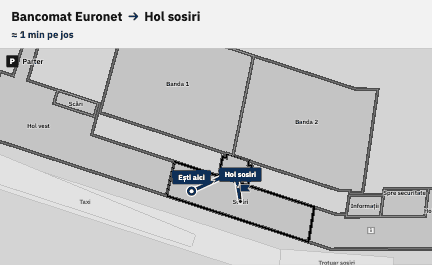 Bancomat Euronet → Hol sosiri
≈ 1 min pe jos
P Parter
Banda 1
Scări
Banda 2
Hol vest
Ești aici
Hol sosiri
Spre securitate
Taxi
Informații
Trotuar sosiri